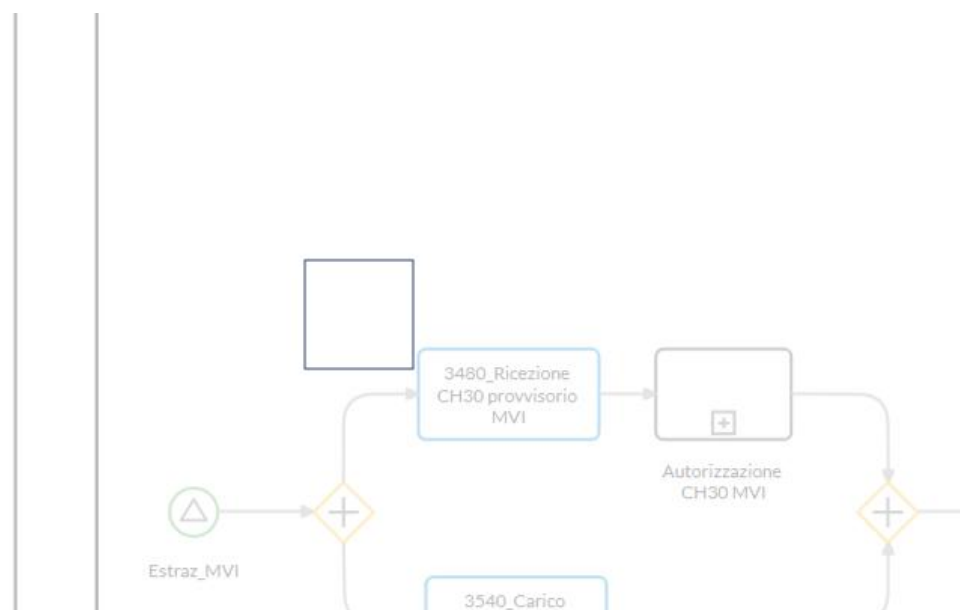 3480_Ricezione
CH30 provvisorio
MVI
Autorizzazione
CH30 MVI
Estraz_MVI
3540_Carico